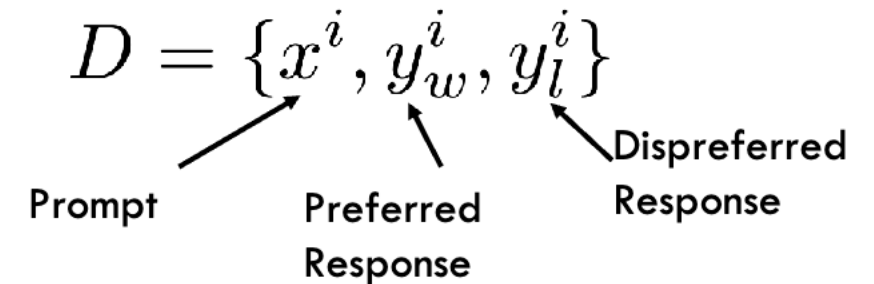 D = {x^i, y_w^i, y_l^i}
Prompt
Preferred
Response
Dispreferred
Response